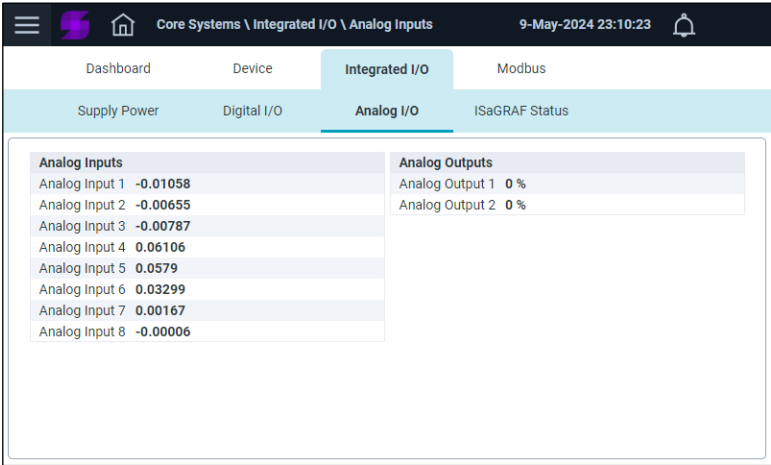 Core Systems \ Integrated I/O \ Analog Inputs 9-May-2024 23:10:23
Dashboard Device Integrated I/O Modbus
Supply Power Digital I/O Analog I/O ISaGRAF Status
Analog Inputs
Analog Input 1 -0.01058
Analog Input 2 -0.00655
Analog Input 3 -0.00787
Analog Input 4 0.06106
Analog Input 5 0.0579
Analog Input 6 0.03299
Analog Input 7 0.00167
Analog Input 8 -0.00006
Analog Outputs
Analog Output 1 0 %
Analog Output 2 0 %